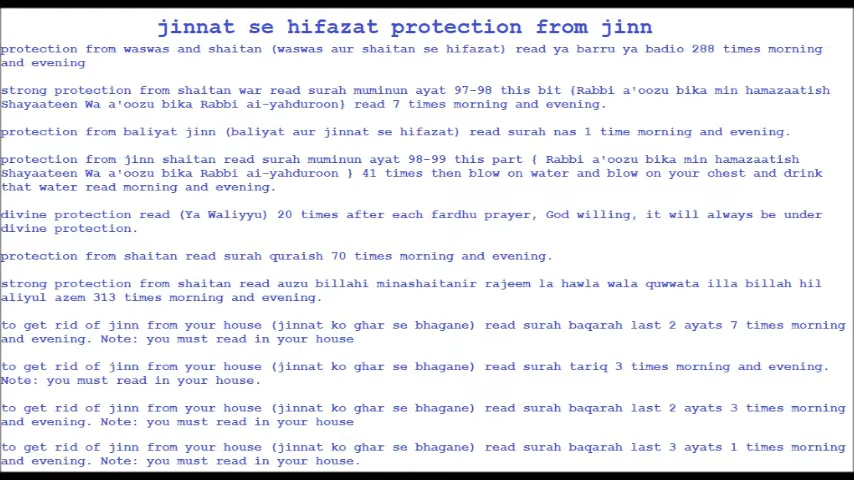 jinnat se hifazat protection from jinn
protection from waswas and shaitan (waswas aur shaitan se hifazat) read ya barru ya badio 288 times morning
and evening
strong protection from shaitan war read surah muminun ayat 97-98 this bit {Rabbi a'oozu bika min hamazaatish
Shayaateen Wa a'oozu bika Rabbi ai-yahduroon} read 7 times morning and evening.
protection from baliyat jinn (baliyat aur jinnat se hifazat) read surah nas 1 time morning and evening.
protection from jinn shaitan read surah muminun ayat 98-99 this part { Rabbi a'oozu bika min hamazaatish
Shayaateen Wa a'oozu bika Rabbi ai-yahduroon } 41 times then blow on water and blow on your chest and drink
that water read morning and evening.
divine protection read (Ya Waliyyu) 20 times after each fardhu prayer, God willing, it will always be under
divine protection.
protection from shaitan read surah quraish 70 times morning and evening.
strong protection from shaitan read auzu billahi minashaitanir rajeem la hawla wala quwwata illa billah hil
aliyul azem 313 times morning and evening.
to get rid of jinn from your house (jinnat ko ghar se bhagane) read surah baqarah last 2 ayats 7 times morning
and evening. Note: you must read in your house
to get rid of jinn from your house (jinnat ko ghar se bhagane) read surah tariq 3 times morning and evening.
Note: you must read in your house.
to get rid of jinn from your house (jinnat ko ghar se bhagane) read surah baqarah last 2 ayats 3 times morning
and evening. Note: you must read in your house
to get rid of jinn from your house (jinnat ko ghar se bhagane) read surah baqarah last 3 ayats 1 times morning
and evening. Note: you must read in your house.